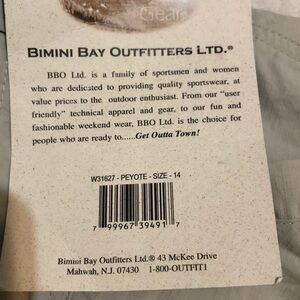 Gear
BIMINI BAY OUTFITTERS LTD.®
BBO Ltd. is a family of sportsmen and women
who are dedicated to providing quality sportswear, at
value prices to the outdoor enthusiast. From our "user
friendly" technical apparel and gear, to our fun and
fashionable weekend wear, BBO Ltd. is the choice for
people who are ready to......Get Outta Town!
W31627 - PEYOTE - SIZE - 14
7 99967 39491 7
Bimini Bay Outfitters Ltd.® 43 McKee Drive
Mahwah, N.J. 07430 1-800-OUTFIT1